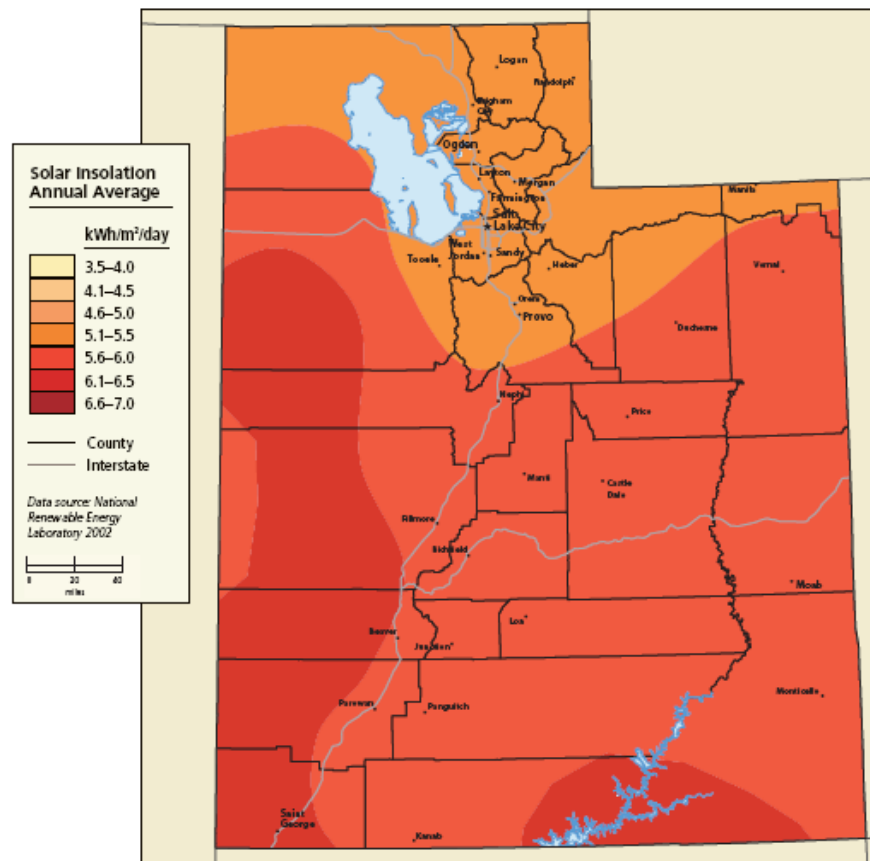 Solar Insolation
Annual Average
kWh/m²/day
3.5–4.0
4.1–4.5
4.6–5.0
5.1–5.5
5.6–6.0
6.1–6.5
6.6–7.0
County
Interstate
Data source: National
Renewable Energy
Laboratory 2002
0 20 40
miles
Logan
Randolph
Brigham
City
Ogden
Layton
Morgan
Farmington
Salt
Lake City
West
Jordan
Sandy
Tooele
Heber
Manila
Vernal
Orem
Provo
Duchesne
Nephi
Price
Manti
Castle
Dale
Fillmore
Richfield
Moab
Beaver
Junction
Loa
Parowan
Panguitch
Monticello
Saint
George
Kanab